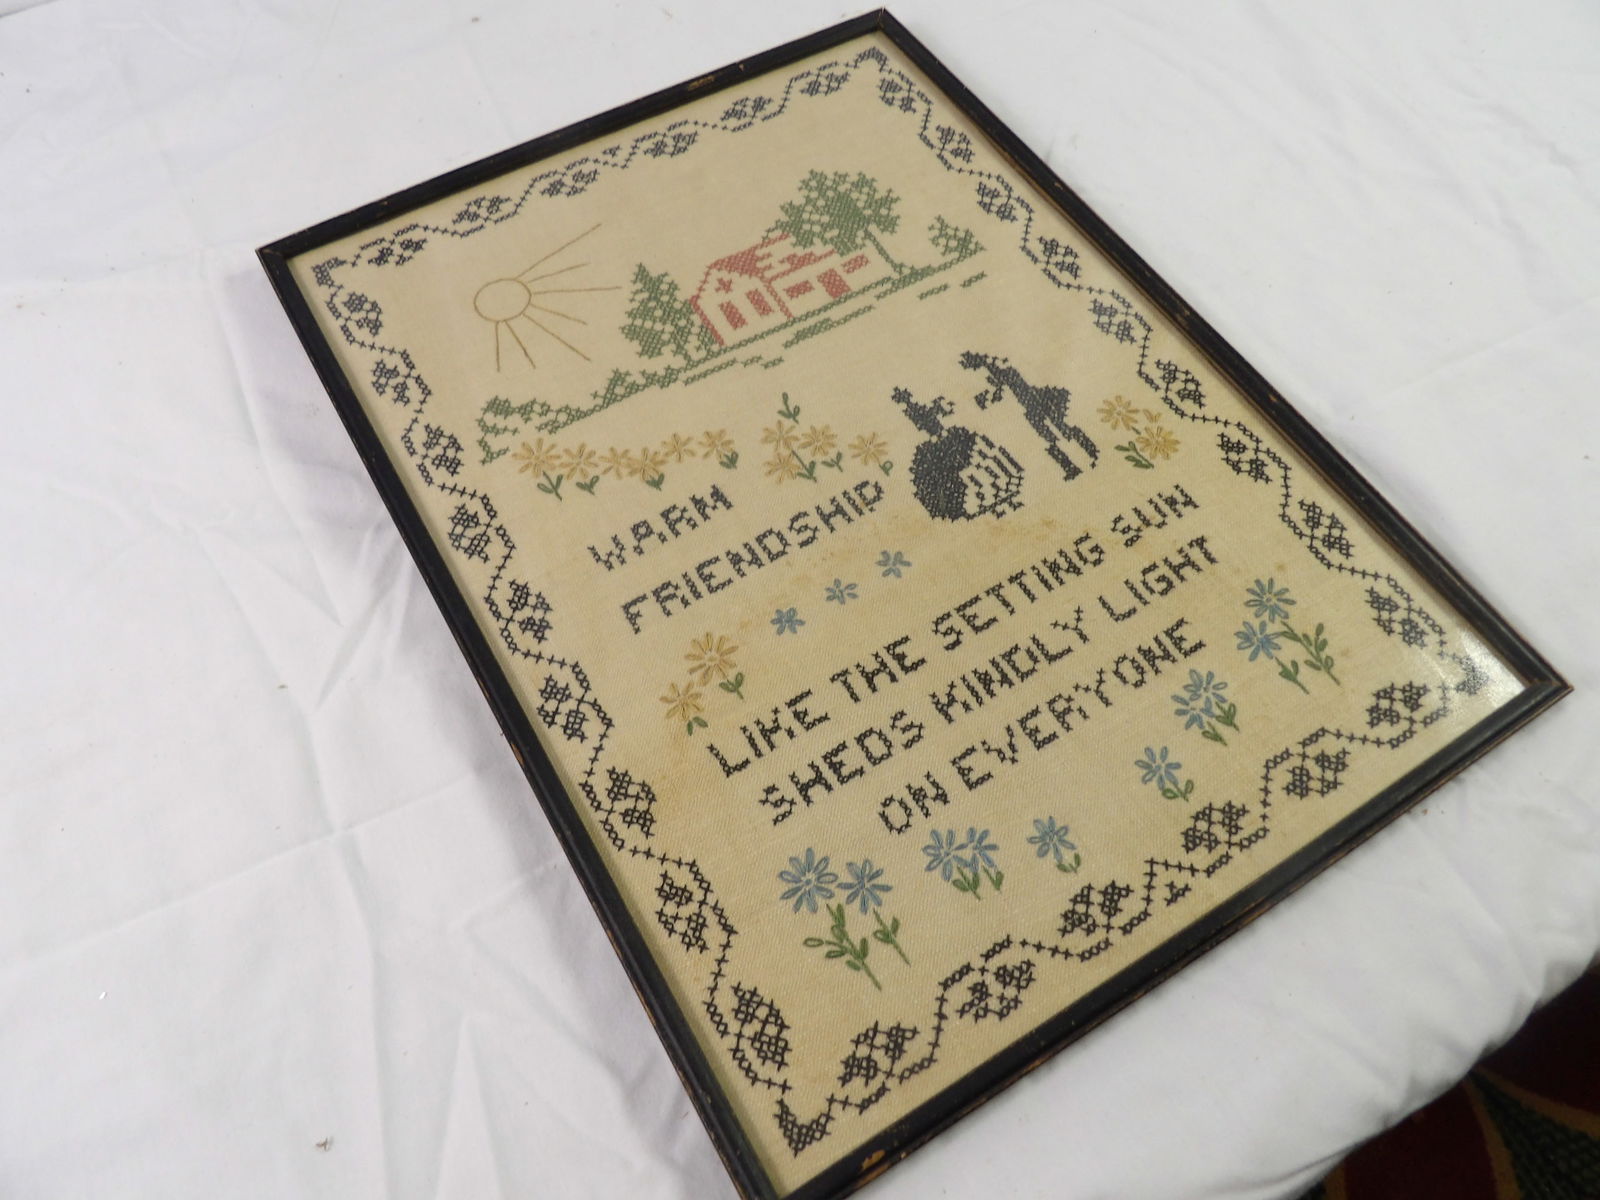 WARM
FRIENDSHIP
LIKE THE SETTING SUN
SHEDS KINDLY LIGHT
ON EVERYONE